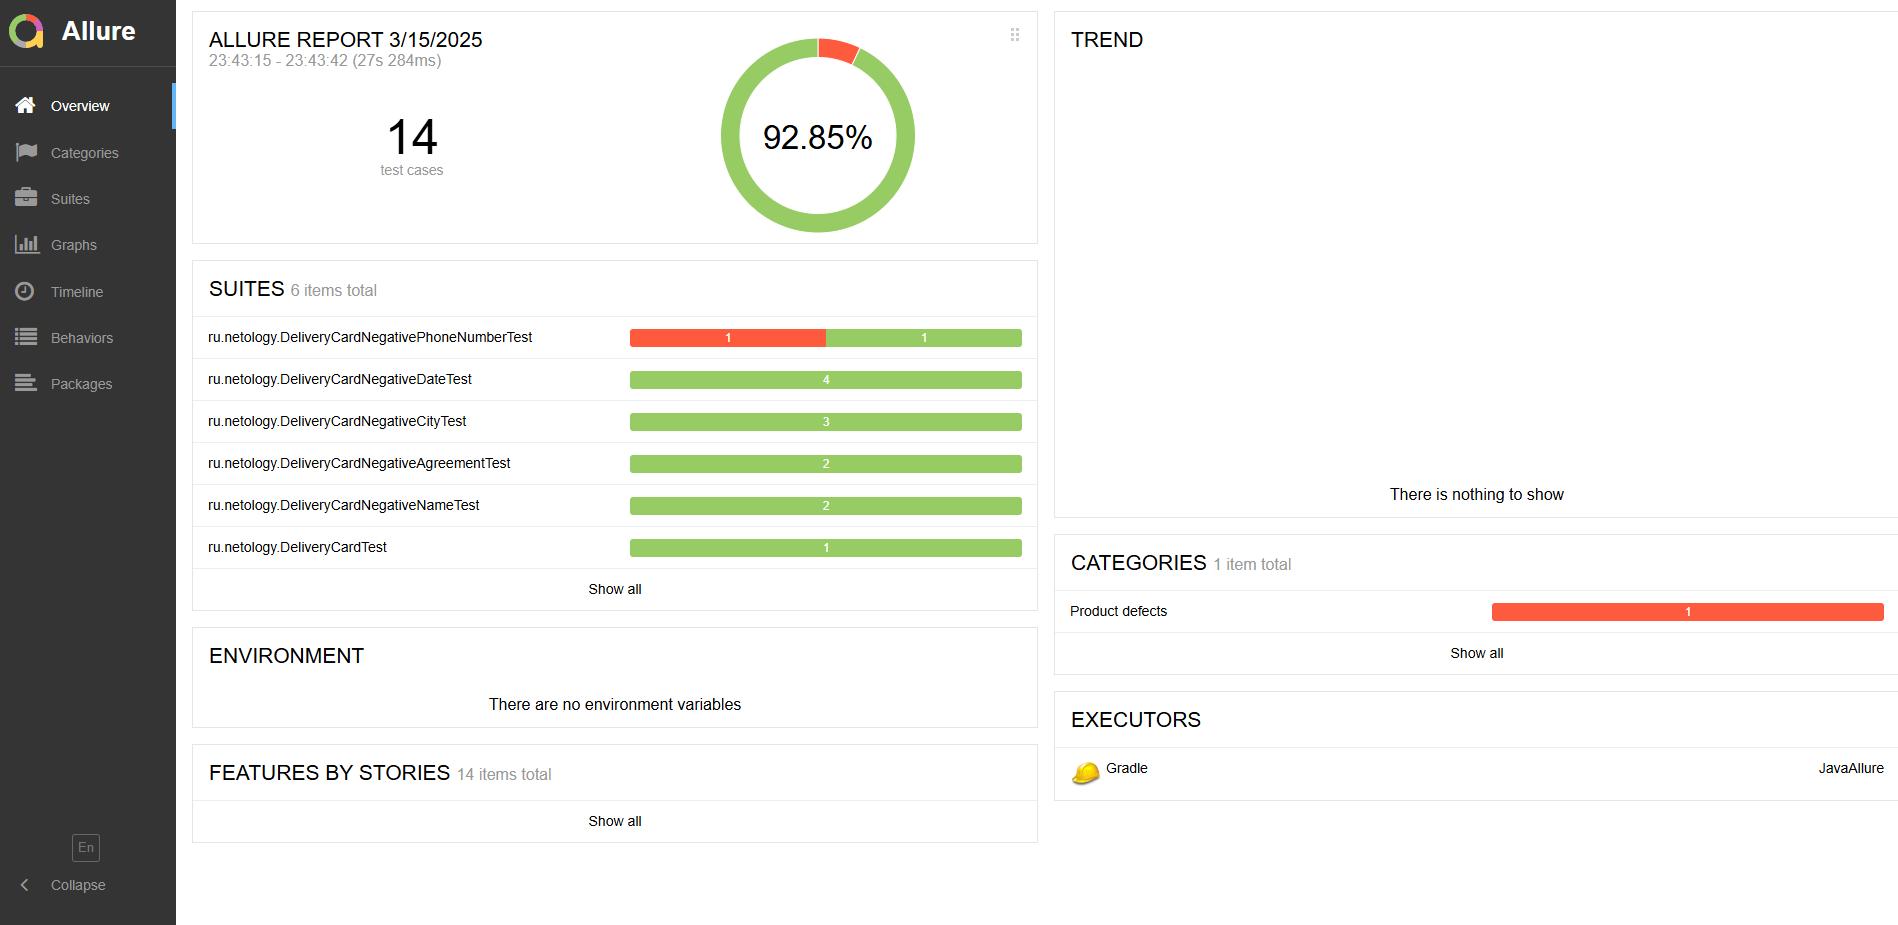 Allure
Overview
Categories
Suites
Graphs
Timeline
Behaviors
Packages
En
Collapse
ALLURE REPORT 3/15/2025
23:43:15 - 23:43:42 (27s 284ms)
14
test cases
92.85%
SUITES 6 items total
ru.netology.DeliveryCardNegativePhoneNumberTest 1 1
ru.netology.DeliveryCardNegativeDateTest 4
ru.netology.DeliveryCardNegativeCityTest 3
ru.netology.DeliveryCardNegativeAgreementTest 2
ru.netology.DeliveryCardNegativeNameTest 2
ru.netology.DeliveryCardTest 1
Show all
ENVIRONMENT
There are no environment variables
FEATURES BY STORIES 14 items total
Show all
TREND
There is nothing to show
CATEGORIES 1 item total
Product defects 1
Show all
EXECUTORS
Gradle JavaAllure